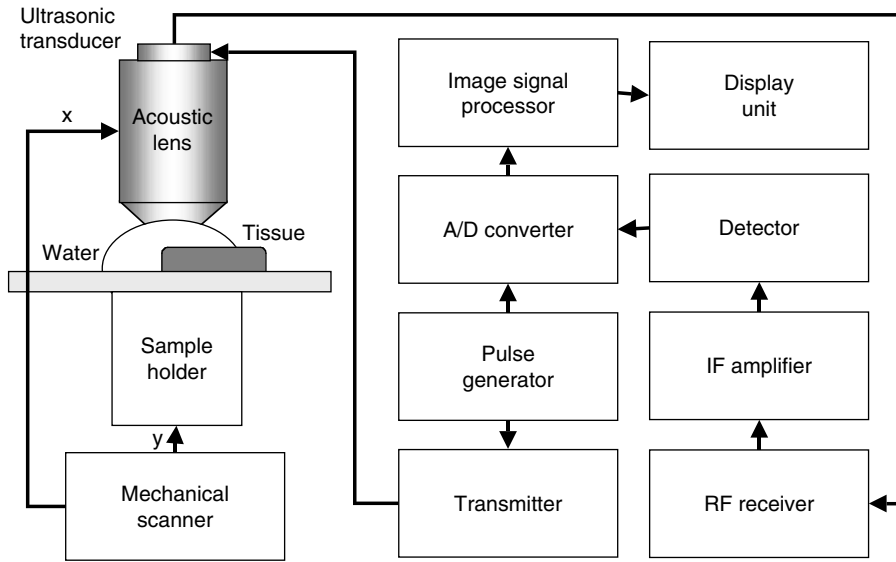 Ultrasonic
transducer
x
Acoustic
lens
Water
Tissue
Sample
holder
y
Mechanical
scanner
Image signal
processor
Display
unit
A/D converter
Detector
Pulse
generator
IF amplifier
Transmitter
RF receiver